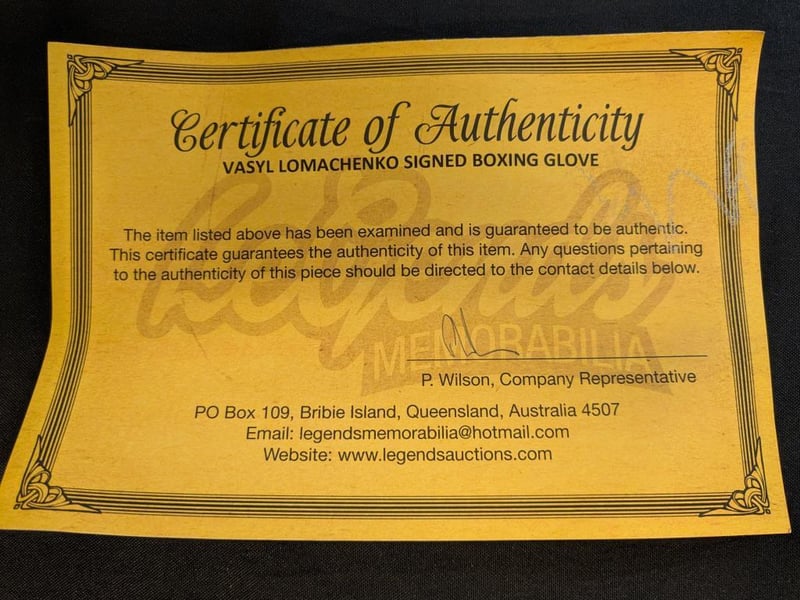 Certificate of Authenticity
VASYL LOMACHENKO SIGNED BOXING GLOVE
Legends
MEMORABILIA
The item listed above has been examined and is guaranteed to be authentic.
This certificate guarantees the authenticity of this item. Any questions pertaining
to the authenticity of this piece should be directed to the contact details below.
P. Wilson, Company Representative
PO Box 109, Bribie Island, Queensland, Australia 4507
Email: legendsmemorabilia@hotmail.com
Website: www.legendsauctions.com